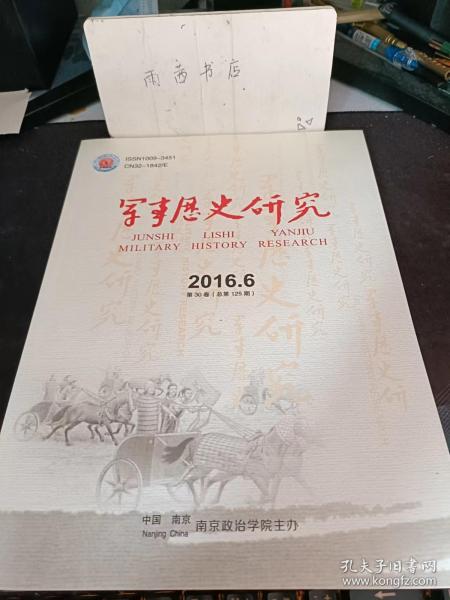 雨茜书店
ISSN1009-3451
CN32-1842/E
军事历史研究
JUNSHI LISHI YANJIU
MILITARY HISTORY RESEARCH
2016.6
第30卷（总第125期）
中国 南京 南京政治学院主办
Nanjing China
孔夫子旧书网
www.kongfz.com